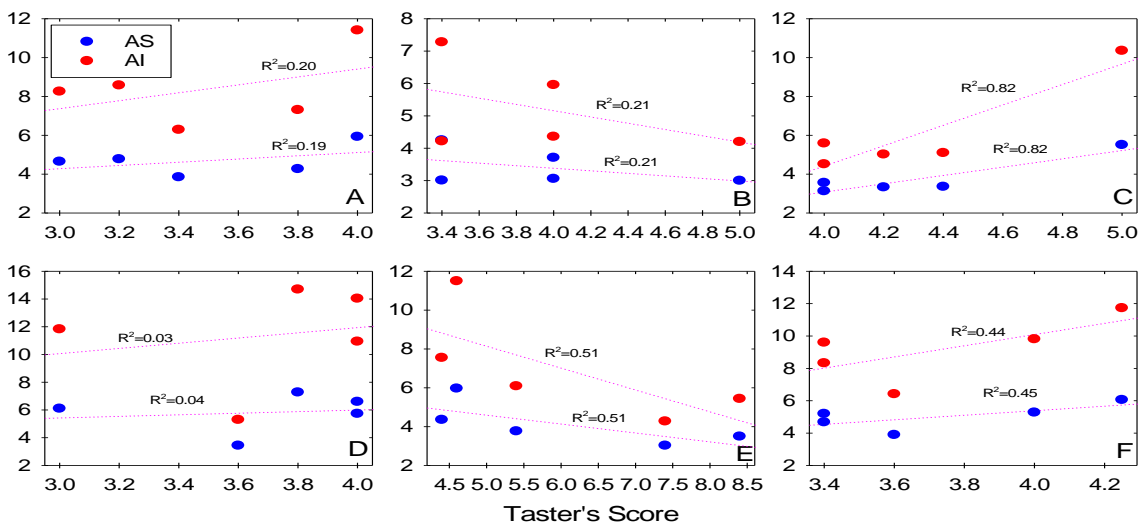 AS
AI
12
10
8
6
4
2
R²=0.20
R²=0.19
A
3.0 3.2 3.4 3.6 3.8 4.0
8
7
6
5
4
3
2
R²=0.21
R²=0.21
B
3.4 3.6 3.8 4.0 4.2 4.4 4.6 4.8 5.0
12
10
8
6
4
2
R²=0.82
R²=0.82
C
4.0 4.2 4.4 4.6 4.8 5.0
16
14
12
10
8
6
4
2
R²=0.03
R²=0.04
D
3.0 3.2 3.4 3.6 3.8 4.0
12
10
8
6
4
2
R²=0.51
R²=0.51
E
4.5 5.0 5.5 6.0 6.5 7.0 7.5 8.0 8.5
14
12
10
8
6
4
2
R²=0.44
R²=0.45
F
3.4 3.6 3.8 4.0 4.2
Taster's Score